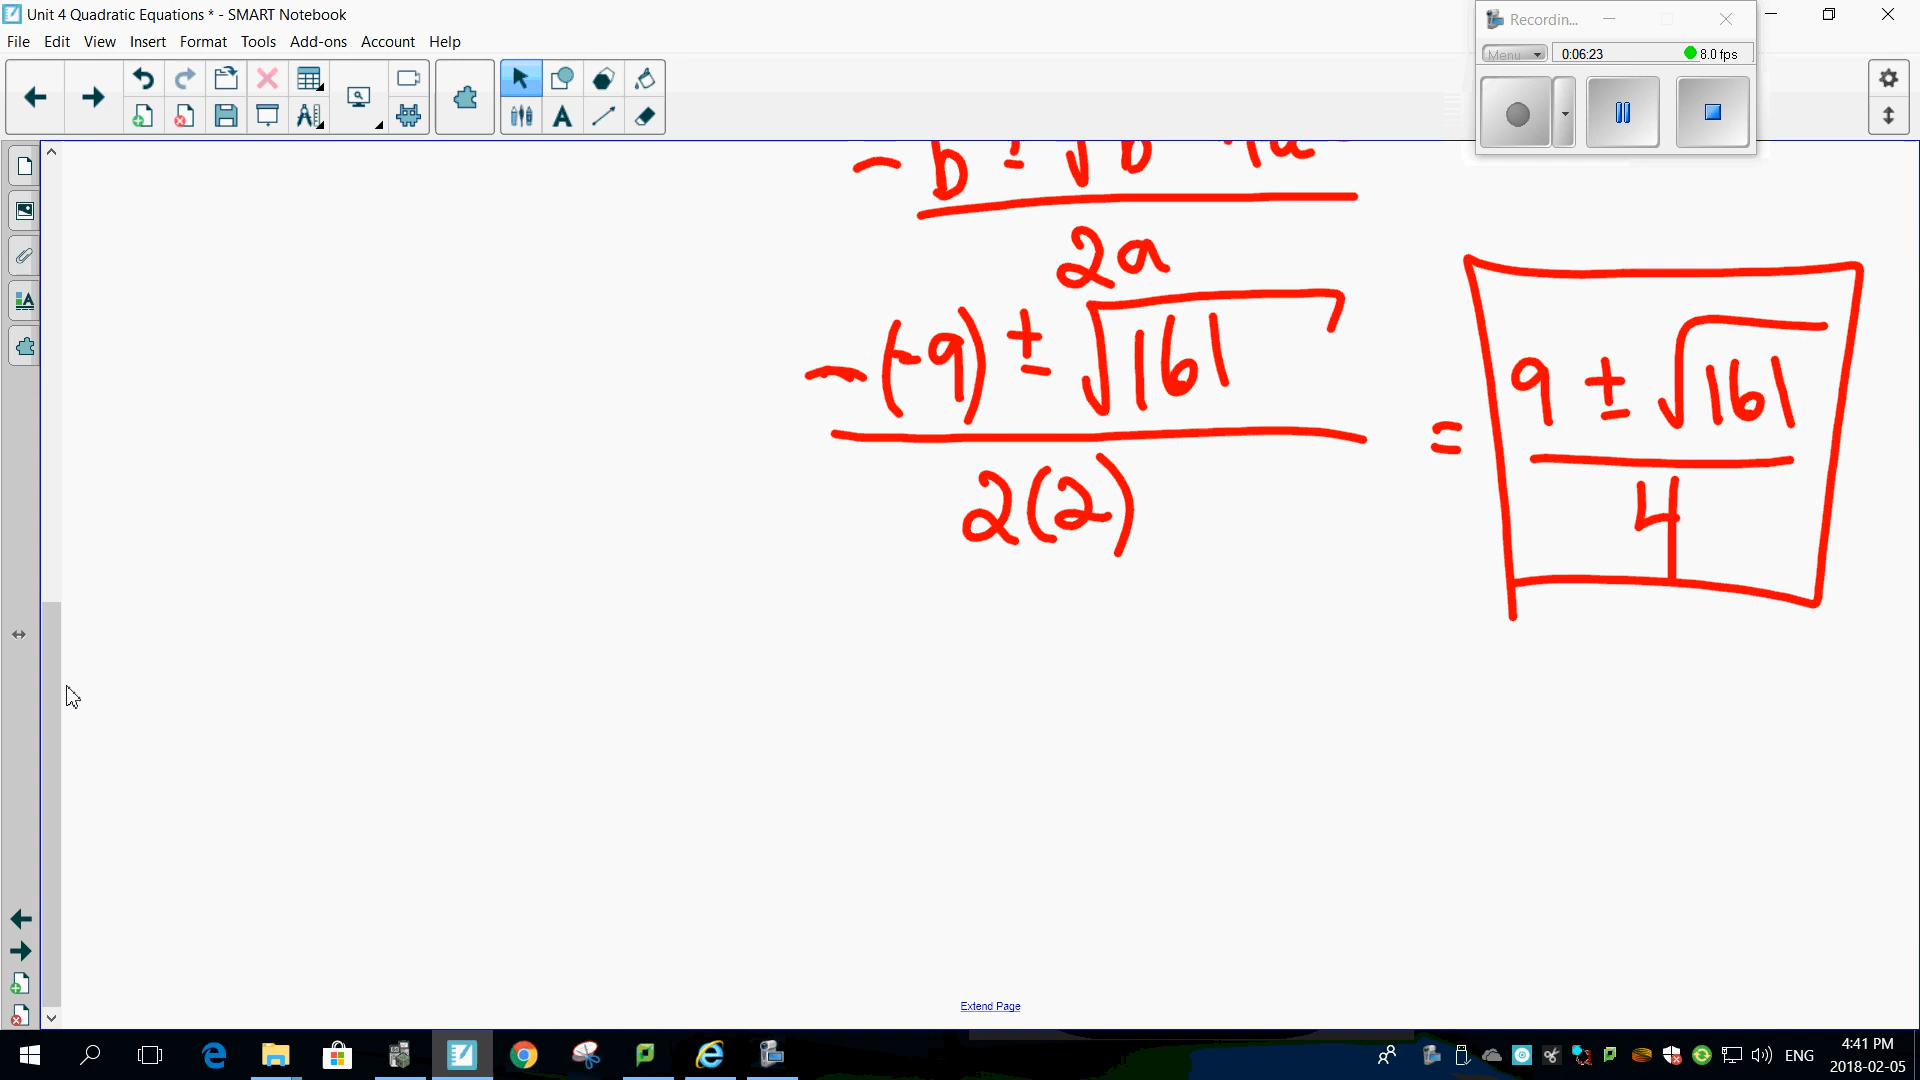 Unit 4 Quadratic Equations * - SMART Notebook
File Edit View Insert Format Tools Add-ons Account Help
Recordin...
Menu 0:06:23 8.0 fps
- b ± √b
2a
-(-9) ± √161
2(2)
=
9 ± √161
4
Extend Page
ENG
4:41 PM
2018-02-05